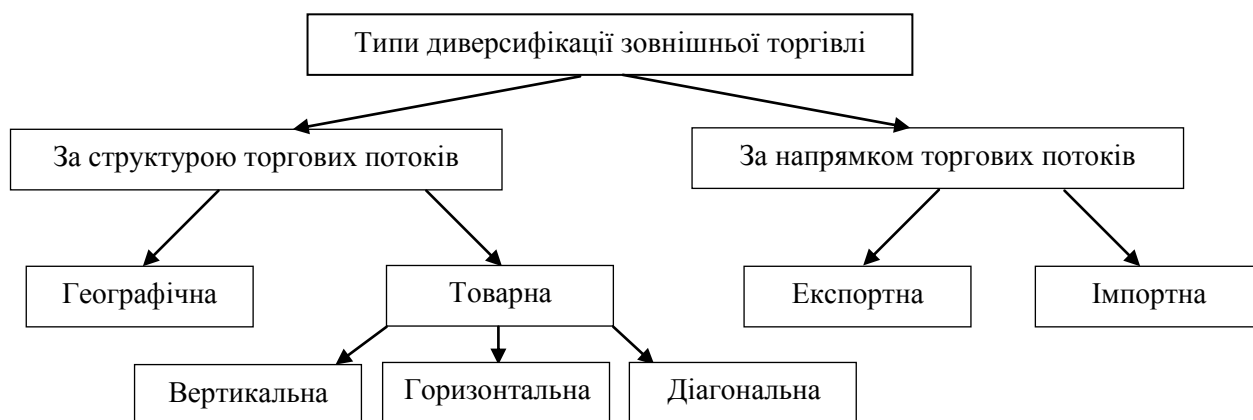 Типи диверсифікації зовнішньої торгівлі
За структурою торгових потоків
За напрямком торгових потоків
Географічна
Товарна
Експортна
Імпортна
Вертикальна
Горизонтальна
Діагональна